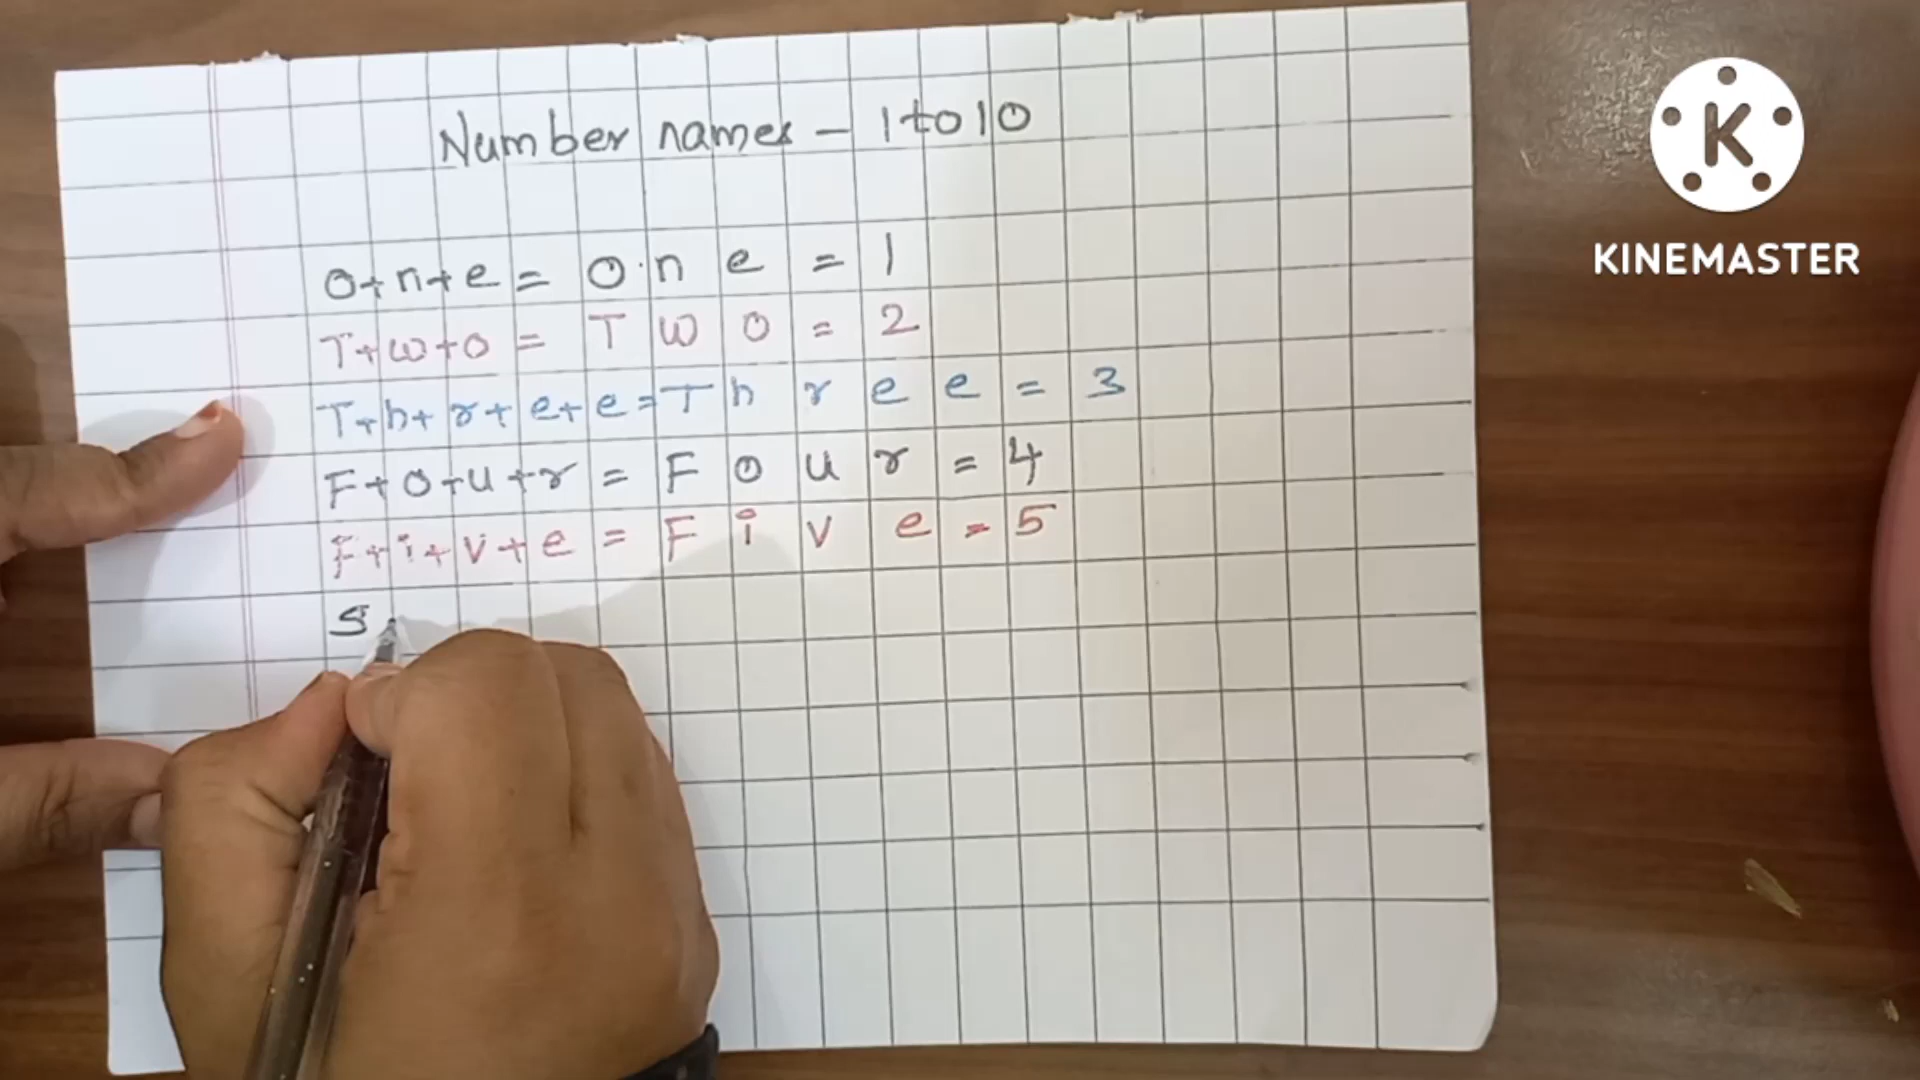 Number names - 1 to 10
O+n+e = O n e = 1
T+w+o = T w o = 2
T+h+r+e+e = T h r e e = 3
F+o+u+r = F o u r = 4
F+i+v+e = F i v e = 5
S
K
KINEMASTER